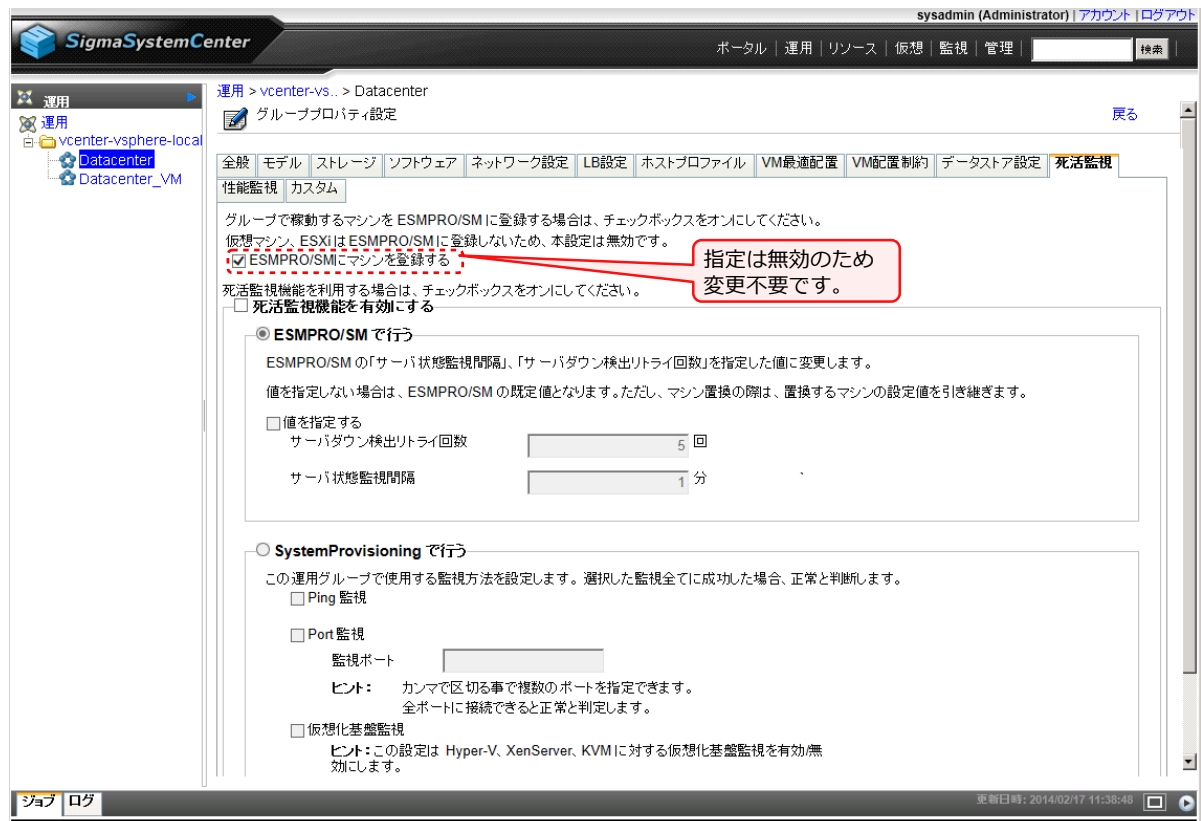 sysadmin (Administrator) | アカウント | ログアウト
SigmaSystemCenter
ポータル | 運用 | リソース | 仮想 | 監視 | 管理 | 検索
運用
運用
vcenter-vsphere-local
Datacenter
Datacenter_VM
運用 > vcenter-vs.. > Datacenter
グループプロパティ設定
戻る
全般 モデル ストレージ ソフトウェア ネットワーク設定 LB設定 ホストプロファイル VM最適配置 VM配置制約 データストア設定 死活監視
性能監視 カスタム
グループで稼動するマシンを ESMPRO/SM に登録する場合は、チェックボックスをオンにしてください。
仮想マシン、ESXi は ESMPRO/SM に登録しないため、本設定は無効です。
ESMPRO/SMにマシンを登録する
指定は無効のため
変更不要です。
死活監視機能を利用する場合は、チェックボックスをオンにしてください。
死活監視機能を有効にする
ESMPRO/SM で行う
ESMPRO/SM の「サーバ状態監視間隔」、「サーバダウン検出リトライ回数」を指定した値に変更します。
値を指定しない場合は、ESMPRO/SM の既定値となります。ただし、マシン置換の際は、置換するマシンの設定値を引き継ぎます。
値を指定する
サーバダウン検出リトライ回数 5 回
サーバ状態監視間隔 1 分
SystemProvisioning で行う
この運用グループで使用する監視方法を設定します。選択した監視全てに成功した場合、正常と判断します。
Ping 監視
Port 監視
監視ポート
ヒント： カンマで区切る事で複数のポートを指定できます。
全ポートに接続できると正常と判定します。
仮想化基盤監視
ヒント：この設定は Hyper-V、XenServer、KVM に対する仮想化基盤監視を有効/無
効にします。
ジョブ ログ
更新日時: 2014/02/17 11:38:48